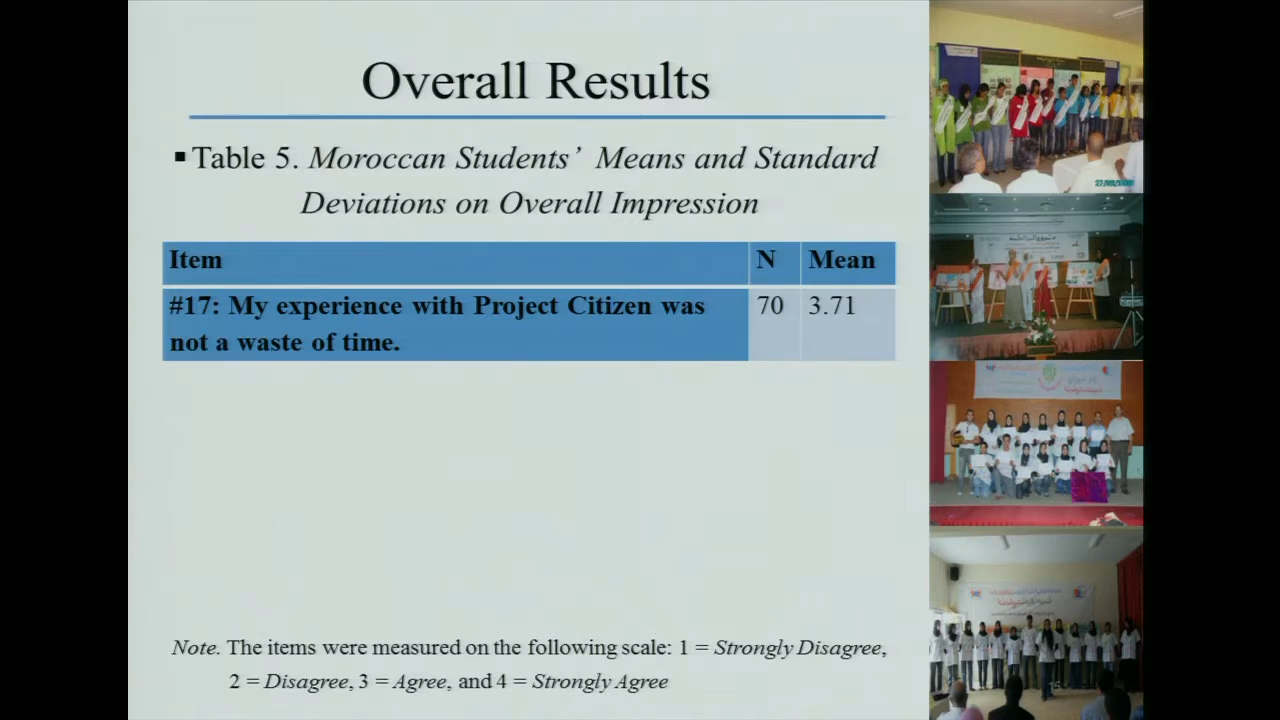 Overall Results
▪Table 5. Moroccan Students’ Means and Standard
Deviations on Overall Impression
Item N Mean
#17: My experience with Project Citizen was 70 3.71
not a waste of time.
Note. The items were measured on the following scale: 1 = Strongly Disagree,
2 = Disagree, 3 = Agree, and 4 = Strongly Agree